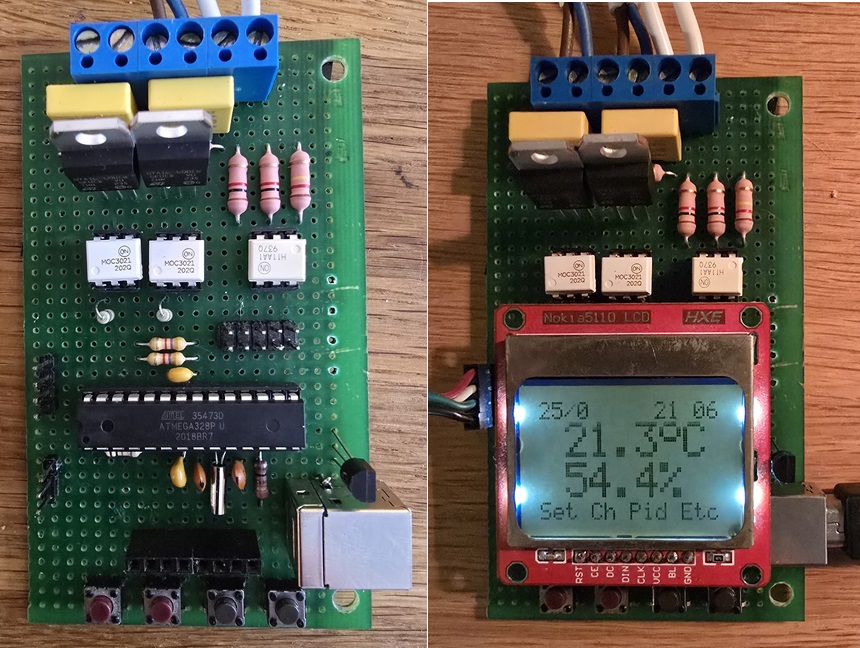 MOC3021
202Q
MOC3021
202Q
H11AA1
937Q
ATMEL 35473D
ATMEGA328P U
2018BR7
MOC3021
202Q
MOC3021
202Q
H11AA1
937Q
Nokia5110 LCD
HXE
25/0 21 06
21.3ºC
54.4%
Set Ch Pid Etc
RST
CE
DC
DIN
CLK
VCC
BL
GND